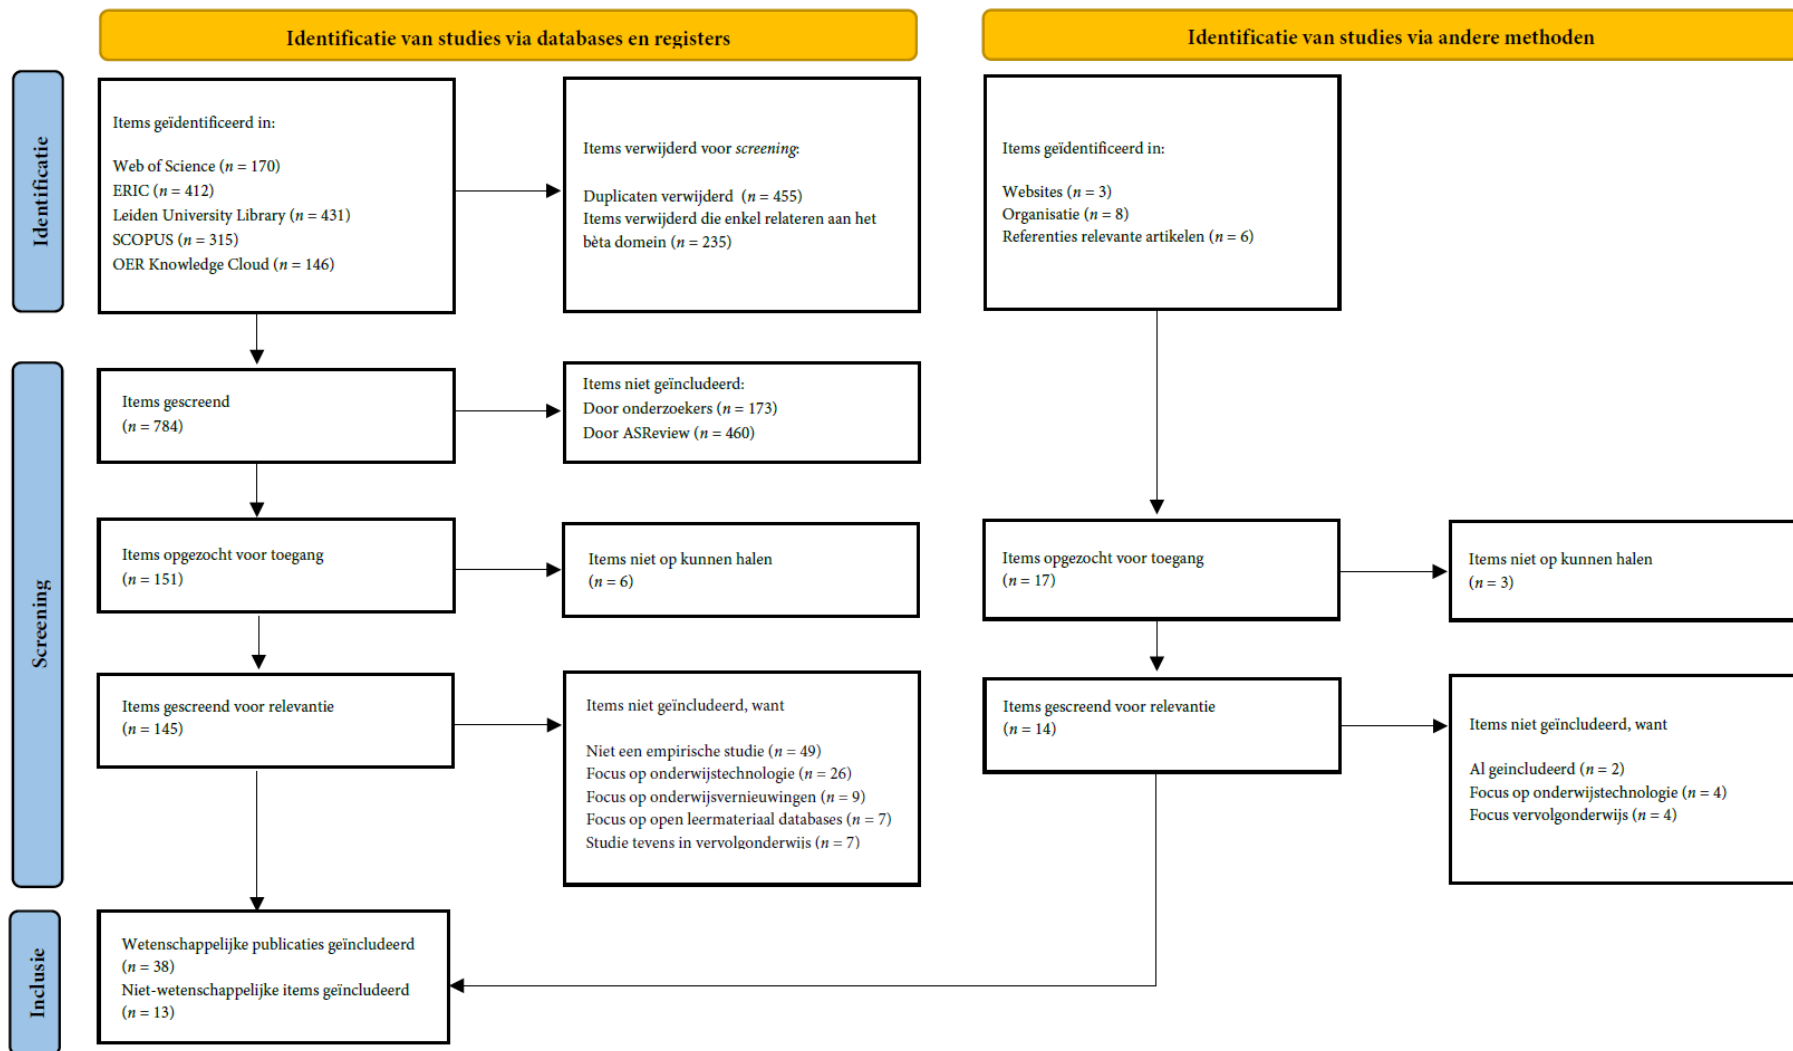 Identificatie van studies via databases en registers
Identificatie van studies via andere methoden
Identificatie
Items geïdentificeerd in:
Web of Science (n = 170)
ERIC (n = 412)
Leiden University Library (n = 431)
SCOPUS (n = 315)
OER Knowledge Cloud (n = 146)
Items verwijderd voor screening:
Duplicaten verwijderd (n = 455)
Items verwijderd die enkel relateren aan het
bèta domein (n = 235)
Items geïdentificeerd in:
Websites (n = 3)
Organisatie (n = 8)
Referenties relevante artikelen (n = 6)
Screening
Items gescreend
(n = 784)
Items niet geïncludeerd:
Door onderzoekers (n = 173)
Door ASReview (n = 460)
Items opgezocht voor toegang
(n = 151)
Items niet op kunnen halen
(n = 6)
Items opgezocht voor toegang
(n = 17)
Items niet op kunnen halen
(n = 3)
Items gescreend voor relevantie
(n = 145)
Items niet geïncludeerd, want
Niet een empirische studie (n = 49)
Focus op onderwijstechnologie (n = 26)
Focus op onderwijsvernieuwingen (n = 9)
Focus op open leermateriaal databases (n = 7)
Studie tevens in vervolgonderwijs (n = 7)
Items gescreend voor relevantie
(n = 14)
Items niet geïncludeerd, want
Al geincludeerd (n = 2)
Focus op onderwijstechnologie (n = 4)
Focus vervolgonderwijs (n = 4)
Inclusie
Wetenschappelijke publicaties geïncludeerd
(n = 38)
Niet-wetenschappelijke items geïncludeerd
(n = 13)